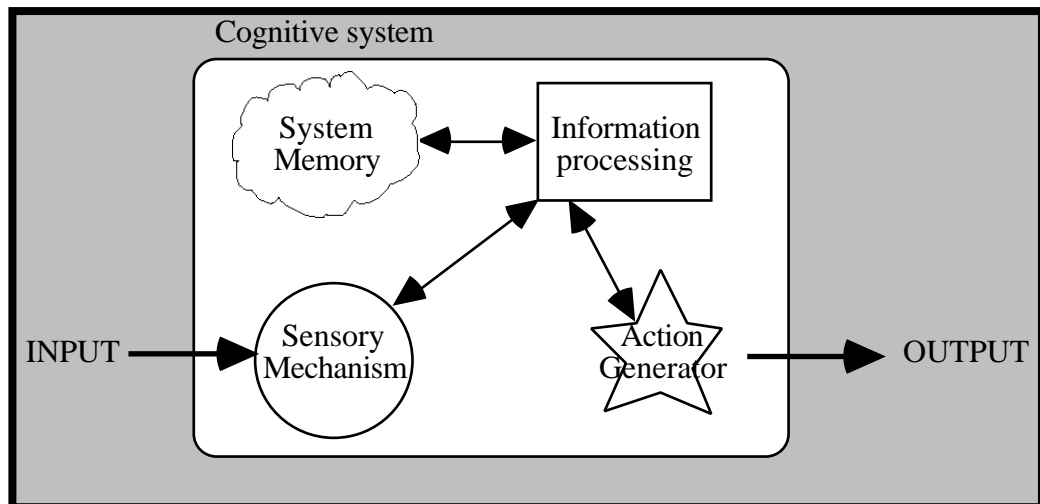 Cognitive system
System
Memory
Information
processing
INPUT
Sensory
Mechanism
Action
Generator
OUTPUT